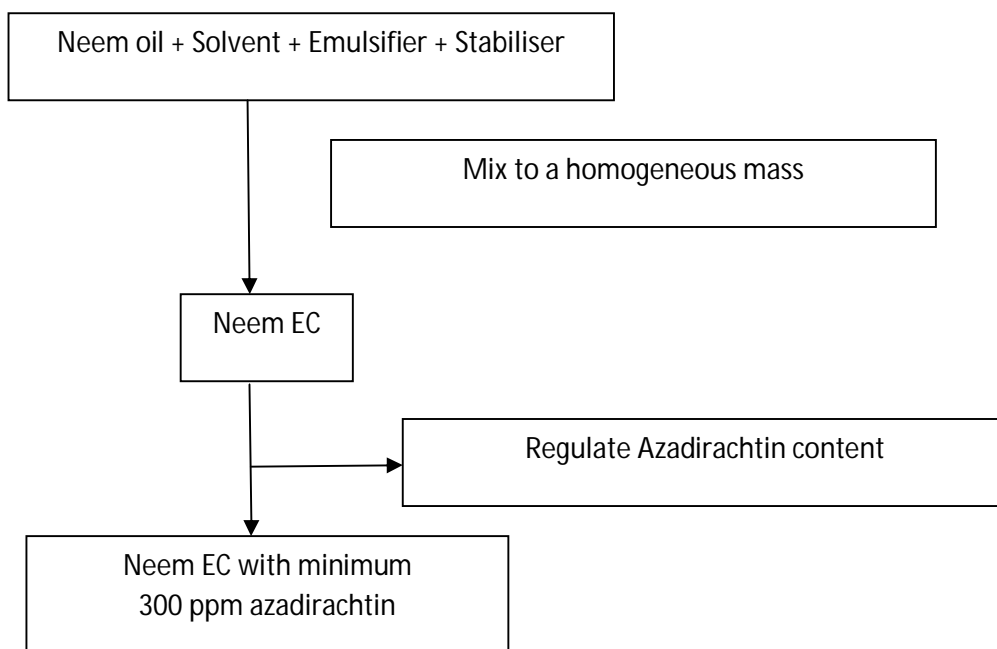 Neem oil + Solvent + Emulsifier + Stabiliser
Mix to a homogeneous mass
Neem EC
Regulate Azadirachtin content
Neem EC with minimum
300 ppm azadirachtin